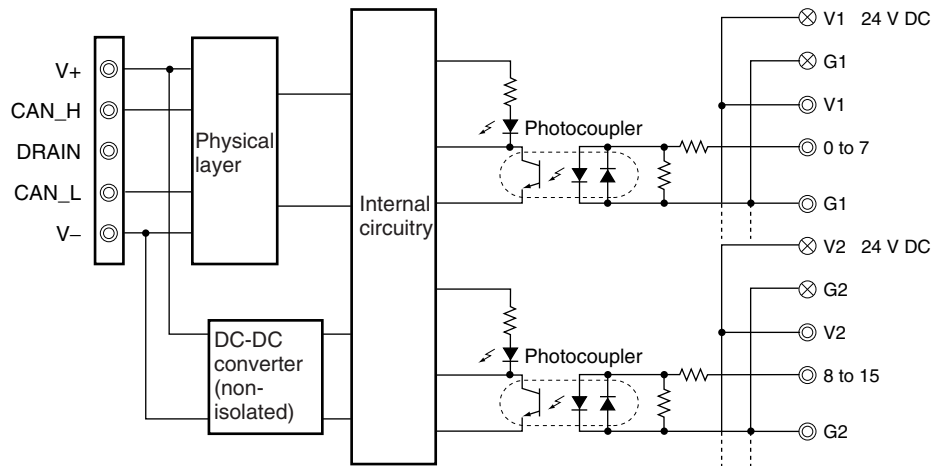 V+
CAN_H
DRAIN
CAN_L
V–
Physical
layer
DC-DC
converter
(non-
isolated)
Internal
circuitry
Photocoupler
V1 24 V DC
G1
V1
0 to 7
G1
Photocoupler
V2 24 V DC
G2
V2
8 to 15
G2